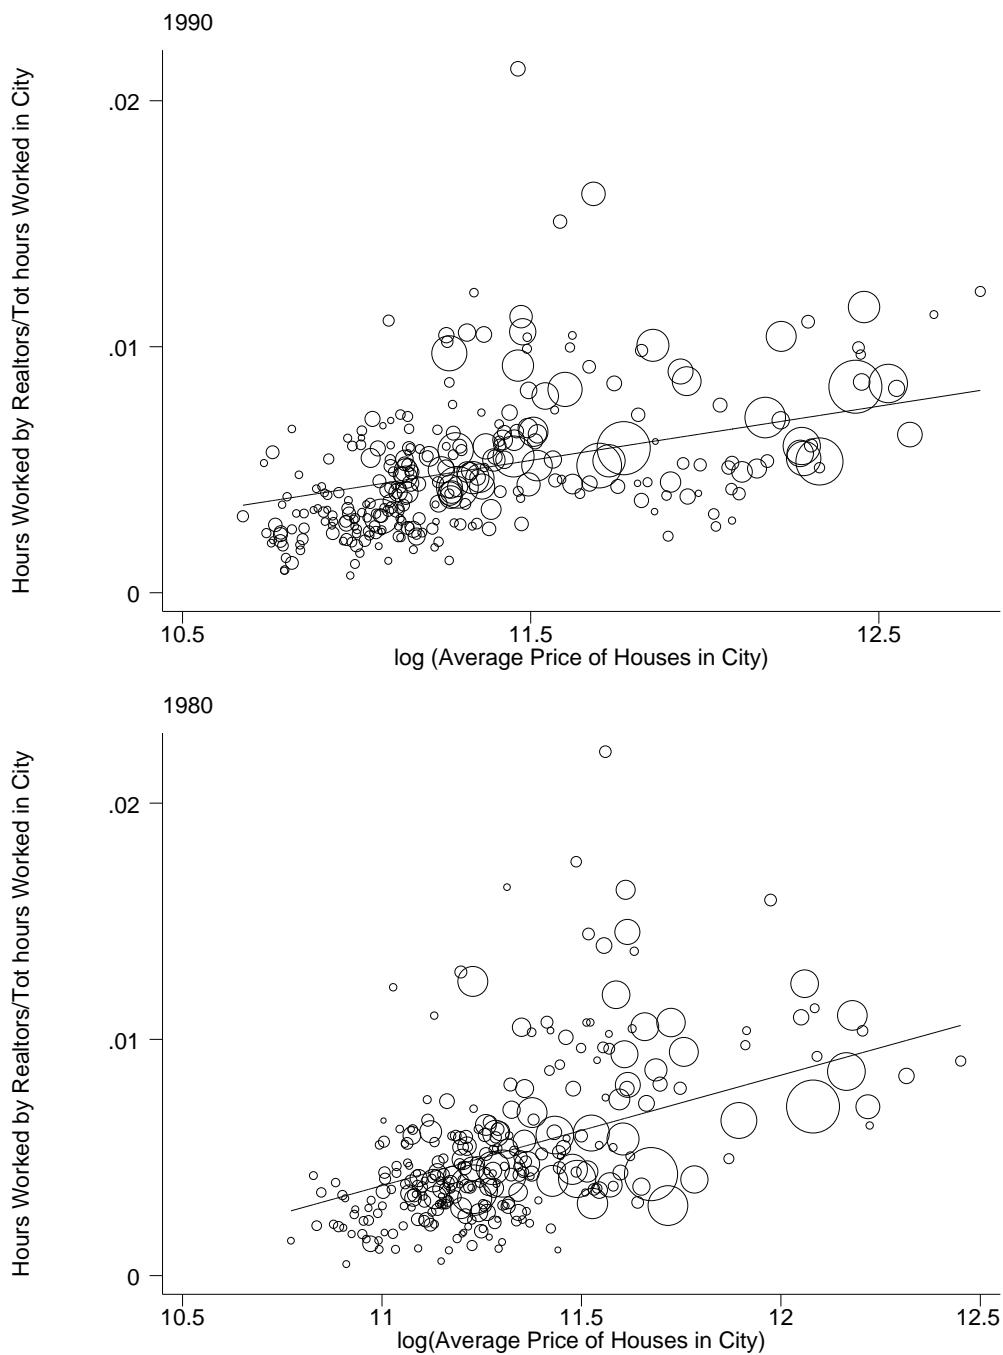 1990
Hours Worked by Realtors/Tot hours Worked in City
.02
.01
0
10.5 11.5 12.5
log (Average Price of Houses in City)
1980
Hours Worked by Realtors/Tot hours Worked in City
.02
.01
0
10.5 11 11.5 12 12.5
log(Average Price of Houses in City)